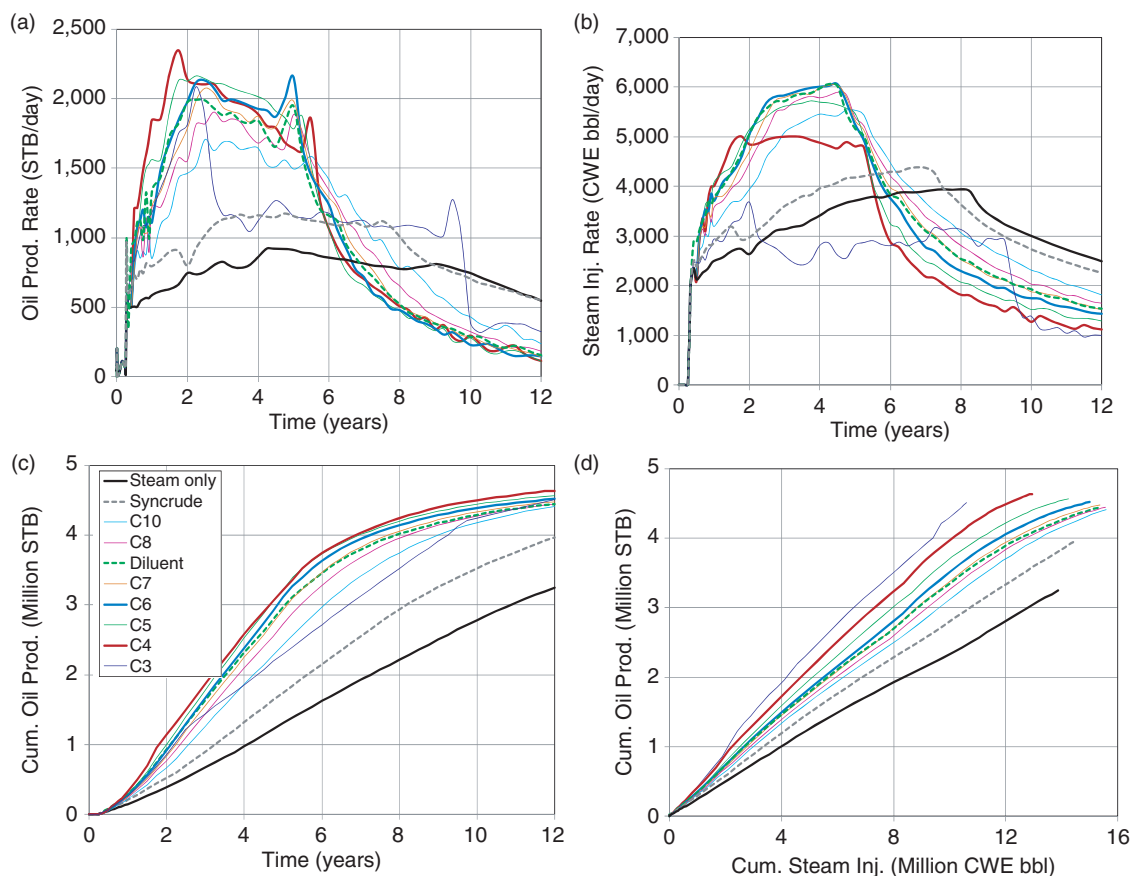 (a)
2,500
2,000
1,500
1,000
500
0
Oil Prod. Rate (STB/day)
0 2 4 6 8 10 12
Time (years)
(b)
7,000
6,000
5,000
4,000
3,000
2,000
1,000
0
Steam Inj. Rate (CWE bbl/day)
0 2 4 6 8 10 12
Time (years)
(c)
5
4
3
2
1
0
Cum. Oil Prod. (Million STB)
Steam only
Syncrude
C10
C8
Diluent
C7
C6
C5
C4
C3
0 2 4 6 8 10 12
Time (years)
(d)
5
4
3
2
1
0
Cum. Oil Prod. (Million STB)
0 4 8 12 16
Cum. Steam Inj. (Million CWE bbl)